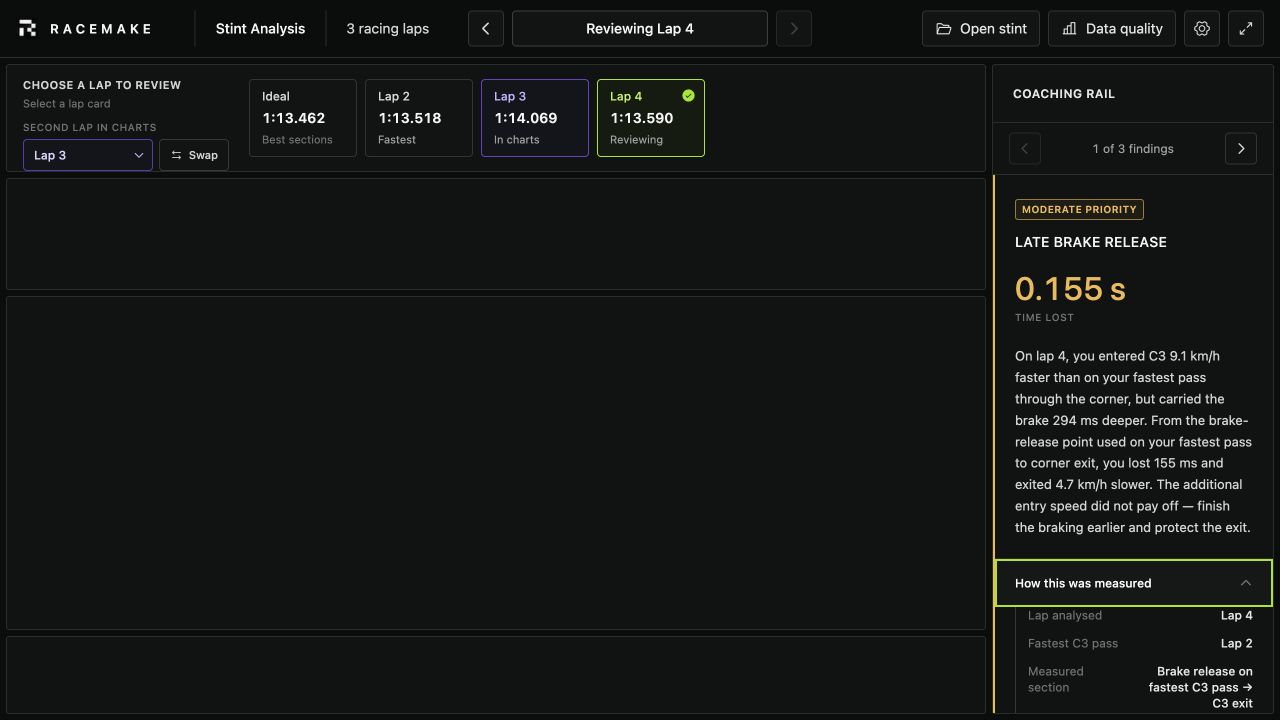 RACEMAKE
Stint Analysis
3 racing laps
Reviewing Lap 4
Open stint
Data quality
CHOOSE A LAP TO REVIEW
Select a lap card
SECOND LAP IN CHARTS
Lap 3
Swap
Ideal
1:13.462
Best sections
Lap 2
1:13.518
Fastest
Lap 3
1:14.069
In charts
Lap 4
1:13.590
Reviewing
COACHING RAIL
1 of 3 findings
MODERATE PRIORITY
LATE BRAKE RELEASE
0.155 s
TIME LOST
On lap 4, you entered C3 9.1 km/h
faster than on your fastest pass
through the corner, but carried the
brake 294 ms deeper. From the brake-
release point used on your fastest pass
to corner exit, you lost 155 ms and
exited 4.7 km/h slower. The additional
entry speed did not pay off — finish
the braking earlier and protect the exit.
How this was measured
Lap analysed Lap 4
Fastest C3 pass Lap 2
Measured section
Brake release on
fastest C3 pass →
C3 exit